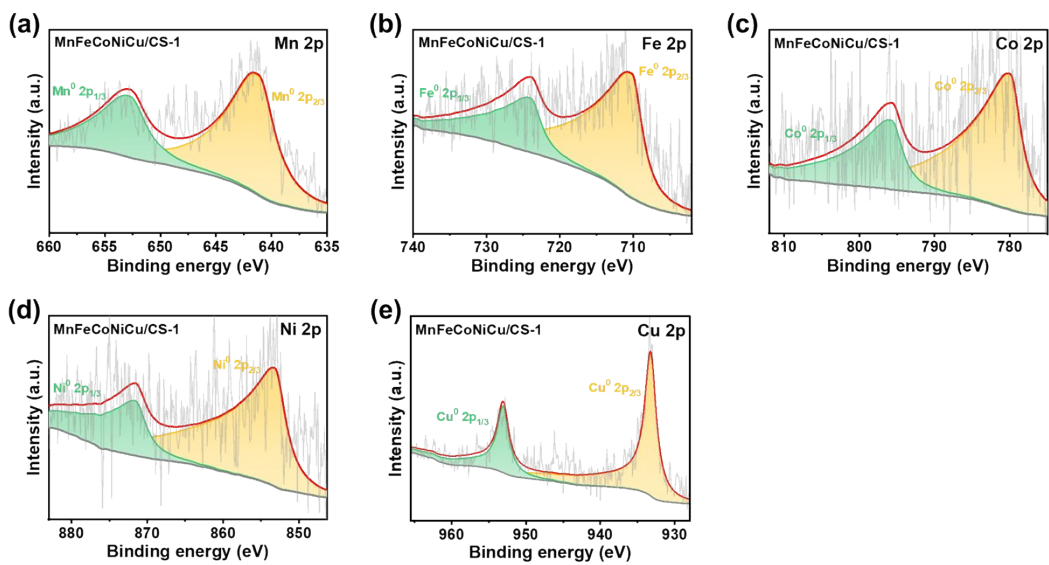 (a)
MnFeCoNiCu/CS-1
Mn 2p
Mn⁰ 2p₁/₃
Mn⁰ 2p₂/₃
Intensity (a.u.)
660 655 650 645 640 635
Binding energy (eV)
(b)
MnFeCoNiCu/CS-1
Fe 2p
Fe⁰ 2p₁/₃
Fe⁰ 2p₂/₃
Intensity (a.u.)
740 730 720 710
Binding energy (eV)
(c)
MnFeCoNiCu/CS-1
Co 2p
Co⁰ 2p₁/₃
Co⁰ 2p₂/₃
Intensity (a.u.)
810 800 790 780
Binding energy (eV)
(d)
MnFeCoNiCu/CS-1
Ni 2p
Ni⁰ 2p₁/₃
Ni⁰ 2p₂/₃
Intensity (a.u.)
880 870 860 850
Binding energy (eV)
(e)
MnFeCoNiCu/CS-1
Cu 2p
Cu⁰ 2p₁/₃
Cu⁰ 2p₂/₃
Intensity (a.u.)
960 950 940 930
Binding energy (eV)